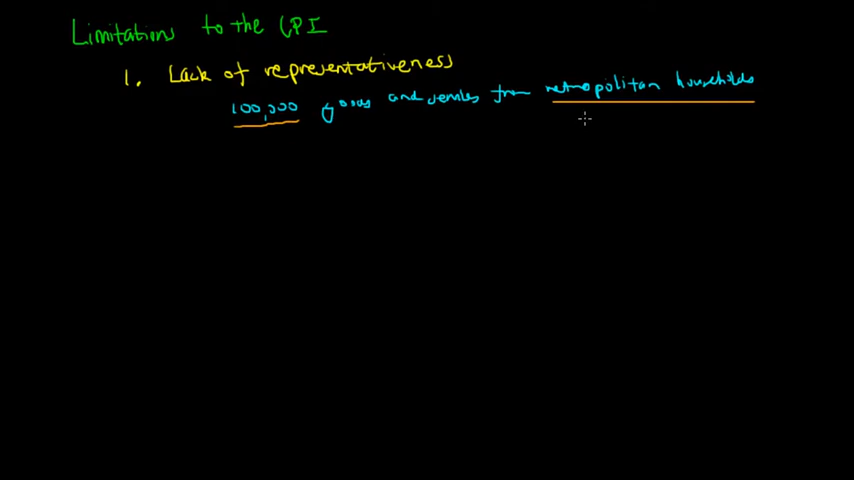 Limitations to the CPI
1. Lack of representativeness
100,000 goods and services from metropolitan households